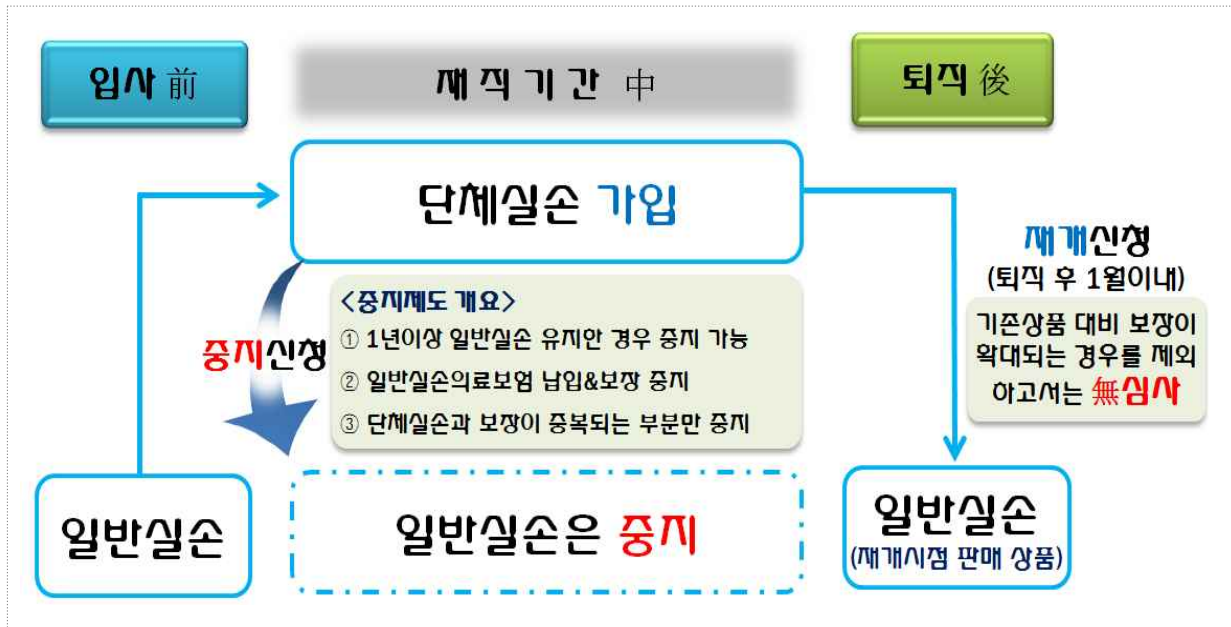 입사 前
재직기간 中
퇴직 後
단체실손 가입
중지신청
<중지제도 개요>
① 1년이상 일반실손 유지한 경우 중지 가능
② 일반실손의료보험 납입&보장 중지
③ 단체실손과 보장이 중복되는 부분만 중지
재개신청
(퇴직 후 1월이내)
기존상품 대비 보장이
확대되는 경우를 제외
하고서는 無심사
일반실손
일반실손은 중지
일반실손
(재개시점 판매 상품)